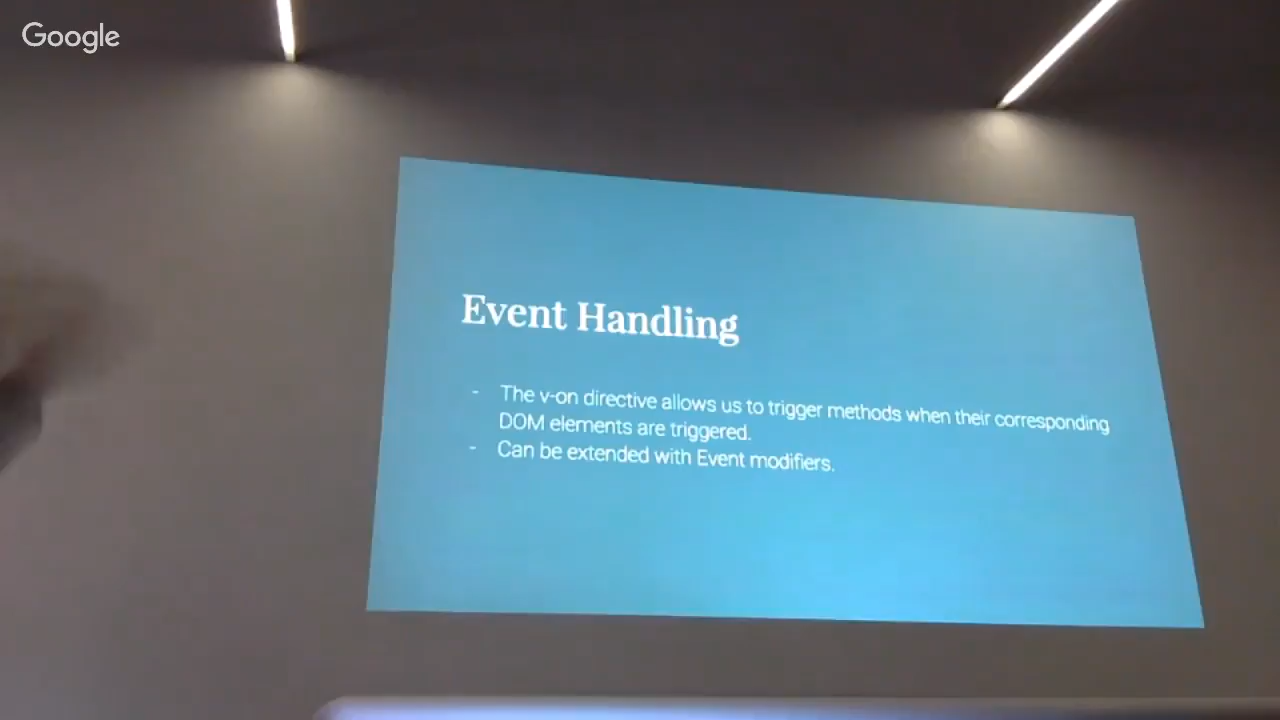 Google
Event Handling
- The v-on directive allows us to trigger methods when their corresponding
DOM elements are triggered.
- Can be extended with Event modifiers.